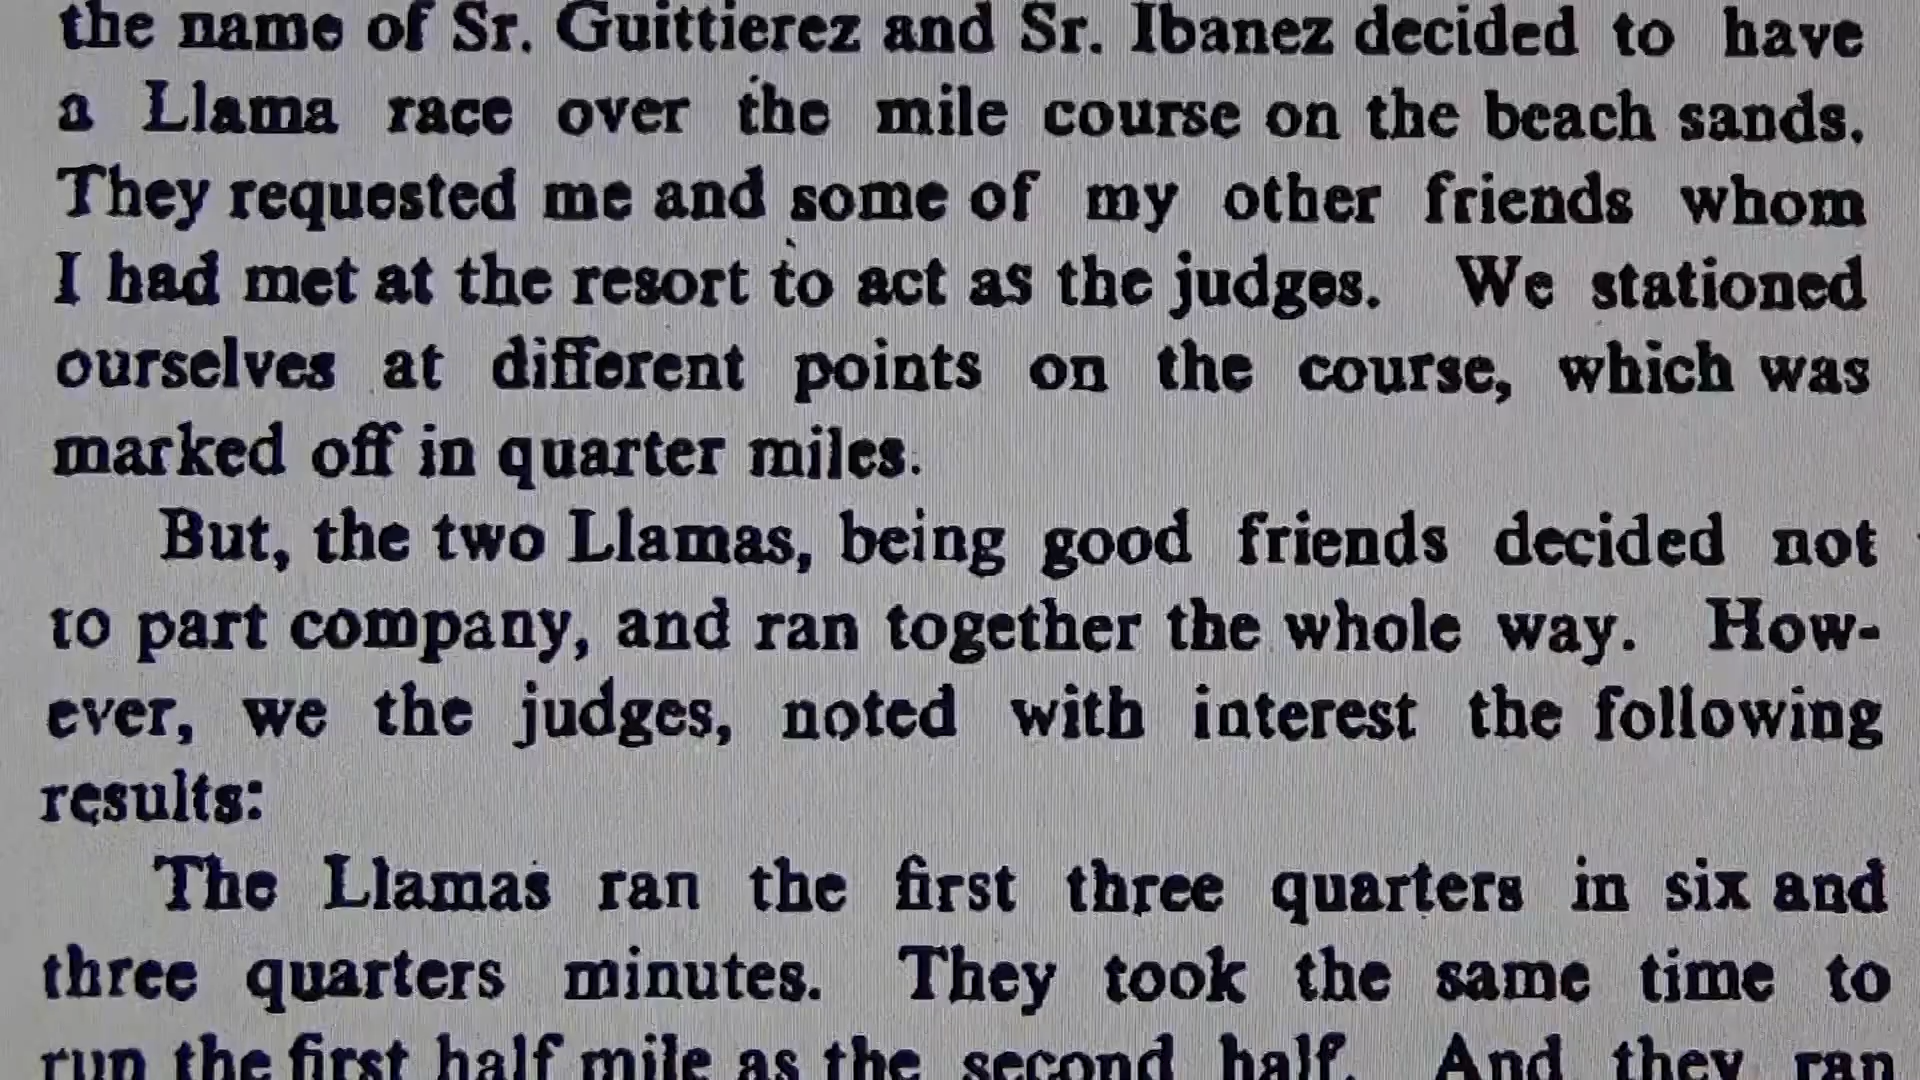 the name of Sr. Guittierez and Sr. Ibanez decided to have
a Llama race over the mile course on the beach sands.
They requested me and some of my other friends whom
I had met at the resort to act as the judges. We stationed
ourselves at different points on the course, which was
marked off in quarter miles.
But, the two Llamas, being good friends decided not
to part company, and ran together the whole way. How-
ever, we the judges, noted with interest the following
results:
The Llamas ran the first three quarters in six and
three quarters minutes. They took the same time to
run the first half mile as the second half. And they ran